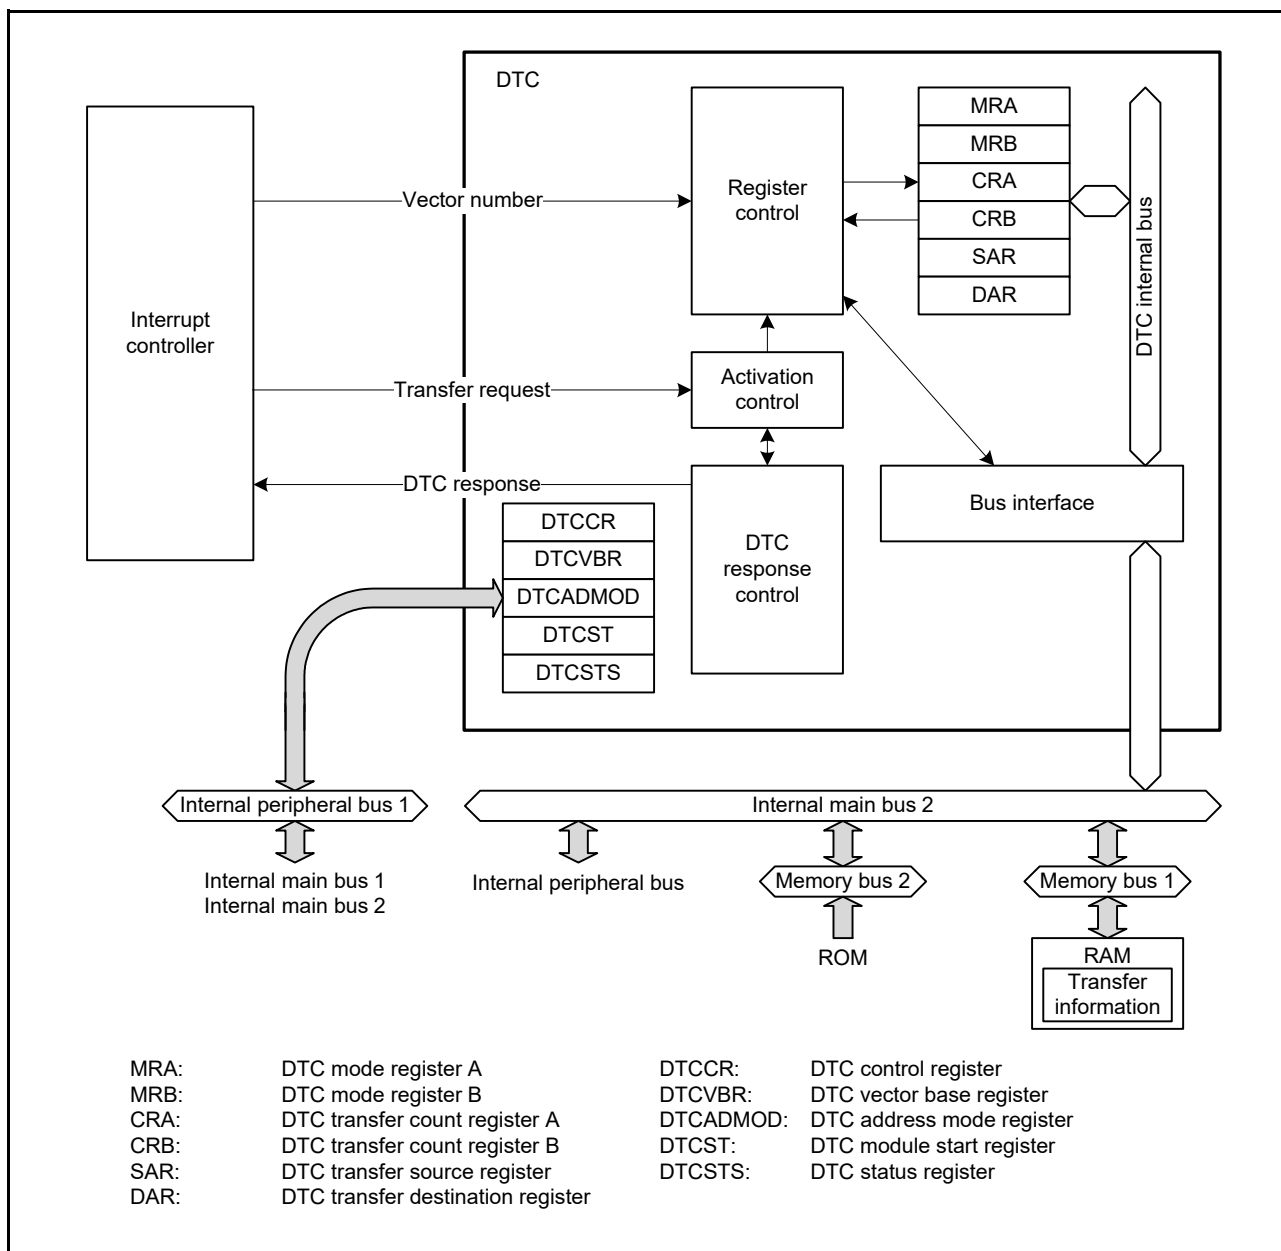 DTC
MRA
MRB
CRA
CRB
SAR
DAR
Register
control
Vector number
DTC internal bus
Interrupt
controller
Activation
control
Transfer request
DTC response
Bus interface
DTCCR
DTCVBR
DTCADMOD
DTCST
DTCSTS
DTC
response
control
Internal peripheral bus 1
Internal main bus 2
Internal main bus 1
Internal main bus 2
Internal peripheral bus
Memory bus 2
Memory bus 1
ROM
RAM
Transfer
information
MRA: DTC mode register A
MRB: DTC mode register B
CRA: DTC transfer count register A
CRB: DTC transfer count register B
SAR: DTC transfer source register
DAR: DTC transfer destination register
DTCCR: DTC control register
DTCVBR: DTC vector base register
DTCADMOD: DTC address mode register
DTCST: DTC module start register
DTCSTS: DTC status register